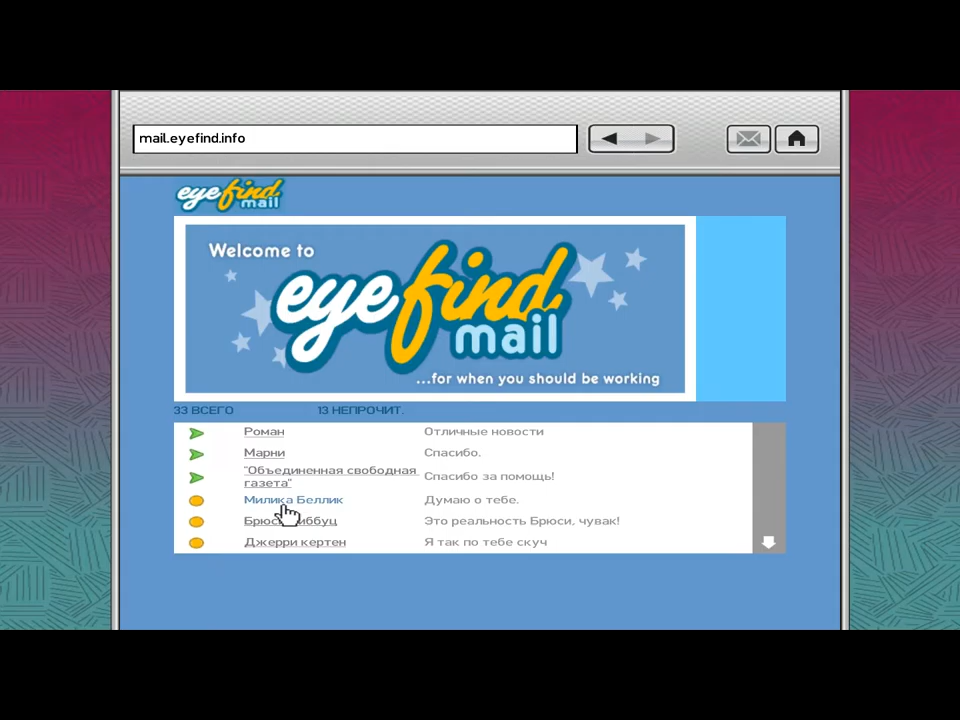 mail.eyefind.info
eyefind
mail
Welcome to
eyefind
mail
...for when you should be working
33 ВСЕГО 13 НЕПРОЧИТ.
Роман Отличные новости
Марни Спасибо.
"Объединенная свободная
газета" Спасибо за помощь!
Милика Беллик Думаю о тебе.
Это реальность Брюси, чувак!
Джерри кертен Я так по тебе скуч